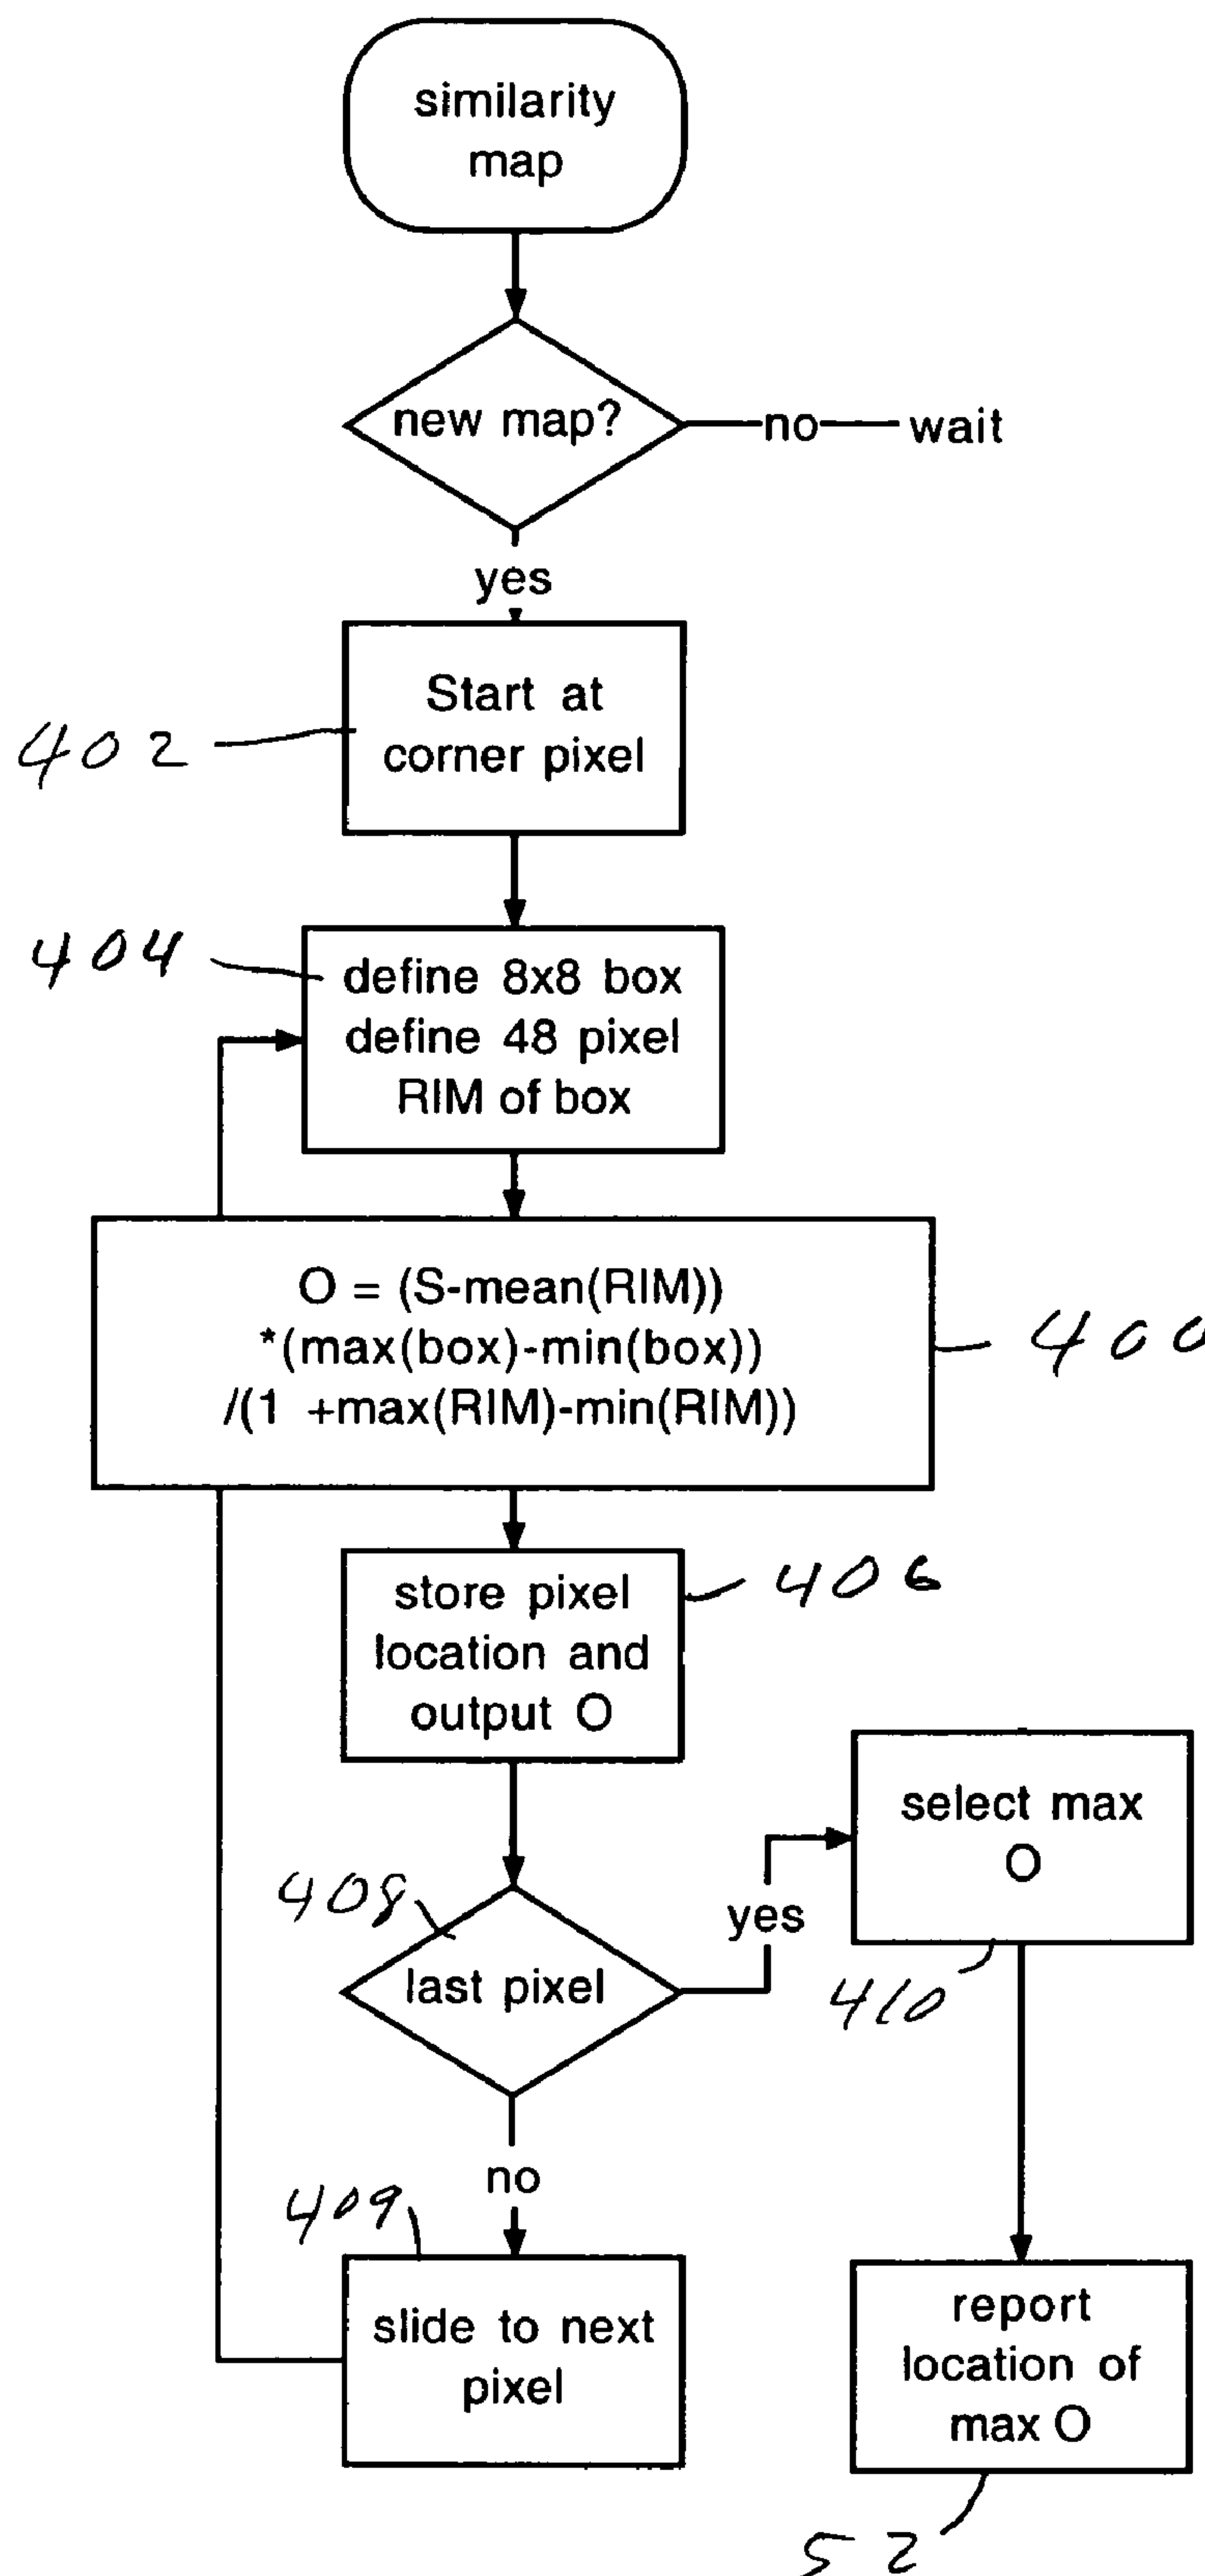 similarity
map
new map?
no
wait
yes
Start at
corner pixel
402
404
define 8x8 box
define 48 pixel
RIM of box
O = (S-mean(RIM))
*(max(box)-min(box))
/(1 +max(RIM)-min(RIM))
400
store pixel
location and
output O
406
408
last pixel
yes
select max
O
410
no
409
slide to next
pixel
report
location of
max O
52